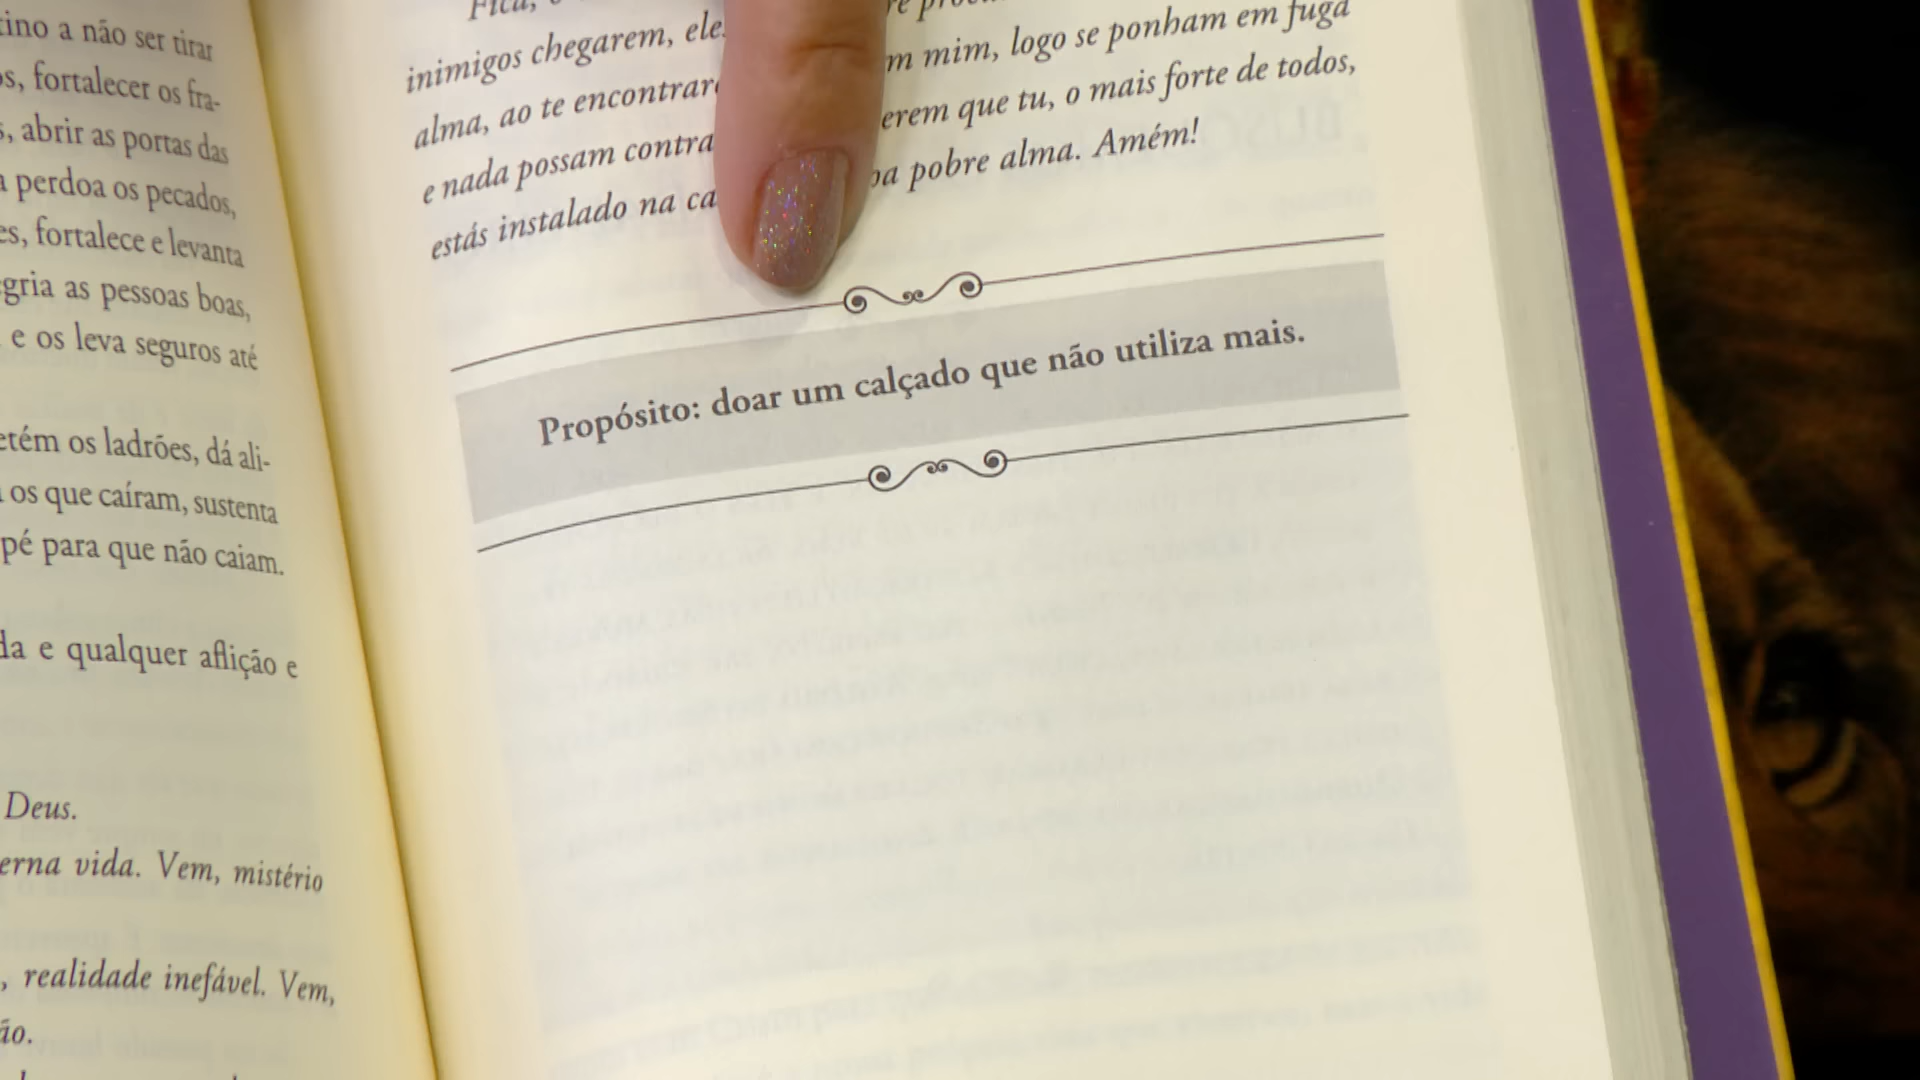 tino a não ser tirar
os, fortalecer os fra-
s, abrir as portas das
a perdoa os pecados,
es, fortalece e levanta
gria as pessoas boas,
e os leva seguros até
etém os ladrões, dá ali-
os que caíram, sustenta
pé para que não caiam.
da e qualquer aflição e
Deus.
erna vida. Vem, mistério
, realidade inefável. Vem,
ão.
Fica,
inimigos chegarem, ele m mim, logo se ponham em fuga
alma, ao te encontrar erem que tu, o mais forte de todos,
e nada possam contra pobre alma. Amém!
estás instalado na ca
Propósito: doar um calçado que não utiliza mais.